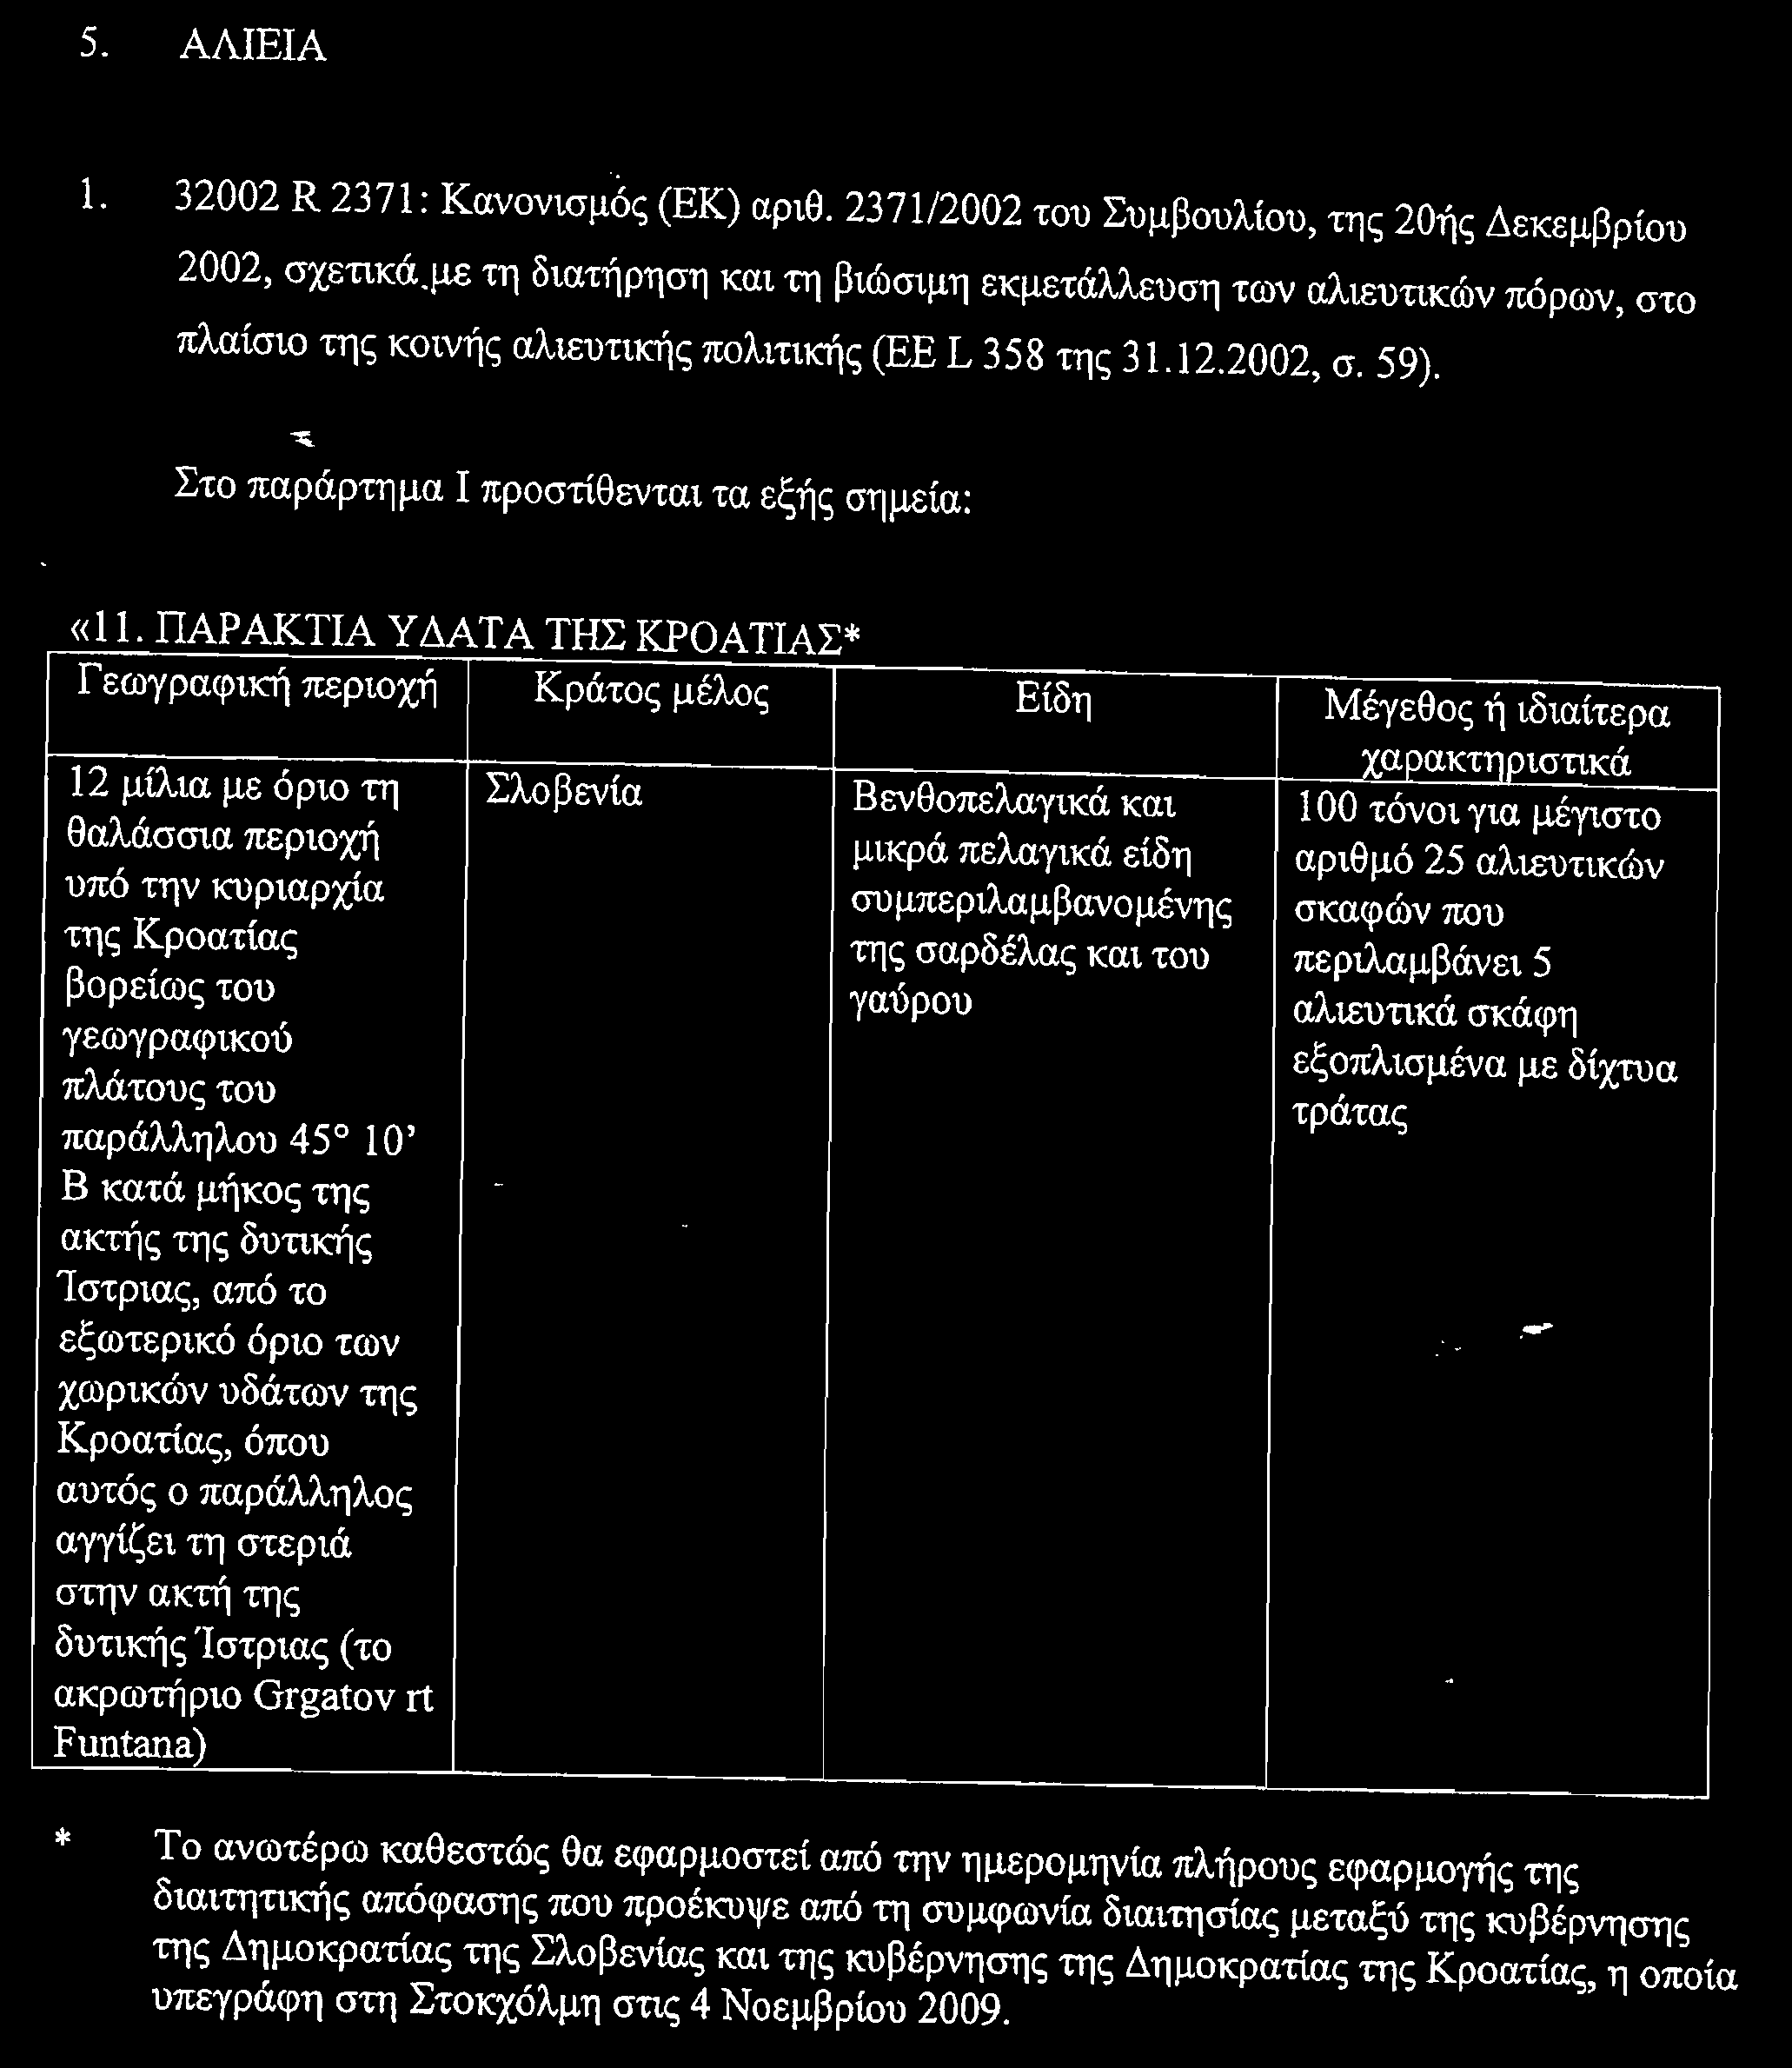 5. ΑΛΙΕΙΑ
1. 32002 R 2371: Κανονισμός (ΕΚ) αριθ. 2371/2002 του Συμβουλίου, της 20ής Δεκεμβρίου
2002, σχετικά με τη διατήρηση και τη βιώσιμη εκμετάλλευση των αλιευτικών πόρων, στο
πλαίσιο της κοινής αλιευτικής πολιτικής (ΕΕ L 358 της 31.12.2002, σ. 59).
Στο παράρτημα Ι προστίθενται τα εξής σημεία:
«11. ΠΑΡΑΚΤΙΑ ΥΔΑΤΑ ΤΗΣ ΚΡΟΑΤΙΑΣ*
Γεωγραφική περιοχή
Κράτος μέλος
Είδη
Μέγεθος ή ιδιαίτερα
χαρακτηριστικά
12 μίλια με όριο τη
θαλάσσια περιοχή
υπό την κυριαρχία
της Κροατίας
βορείως του
γεωγραφικού
πλάτους του
παράλληλου 45° 10’
Β κατά μήκος της
ακτής της δυτικής
Ίστριας, από το
εξωτερικό όριο των
χωρικών υδάτων της
Κροατίας, όπου
αυτός ο παράλληλος
αγγίζει τη στεριά
στην ακτή της
δυτικής Ίστριας (το
ακρωτήριο Grgatov rt
Funtana)
Σλοβενία
Βενθοπελαγικά και
μικρά πελαγικά είδη
συμπεριλαμβανομένης
της σαρδέλας και του
γαύρου
100 τόνοι για μέγιστο
αριθμό 25 αλιευτικών
σκαφών που
περιλαμβάνει 5
αλιευτικά σκάφη
εξοπλισμένα με δίχτυα
τράτας
* Το ανωτέρω καθεστώς θα εφαρμοστεί από την ημερομηνία πλήρους εφαρμογής της
διαιτητικής απόφασης που προέκυψε από τη συμφωνία διαιτησίας μεταξύ της κυβέρνησης
της Δημοκρατίας της Σλοβενίας και της κυβέρνησης της Δημοκρατίας της Κροατίας, η οποία
υπεγράφη στη Στοκχόλμη στις 4 Νοεμβρίου 2009.